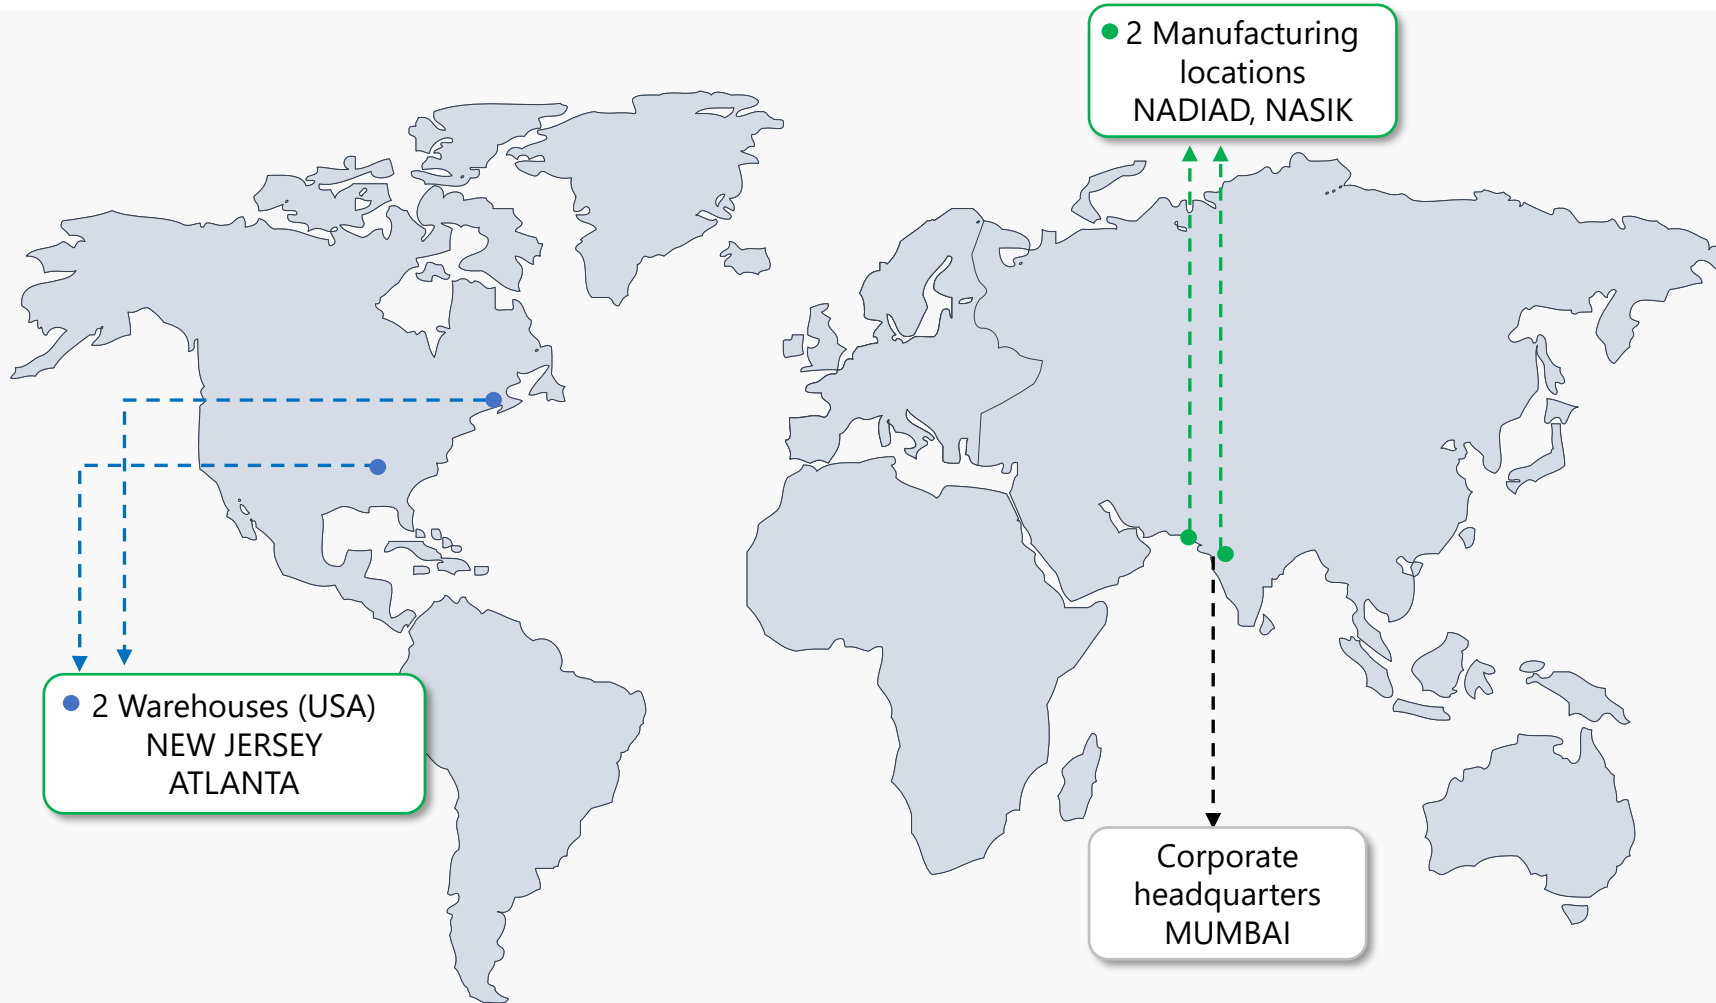 2 Manufacturing
locations
NADIAD, NASIK
2 Warehouses (USA)
NEW JERSEY
ATLANTA
Corporate
headquarters
MUMBAI